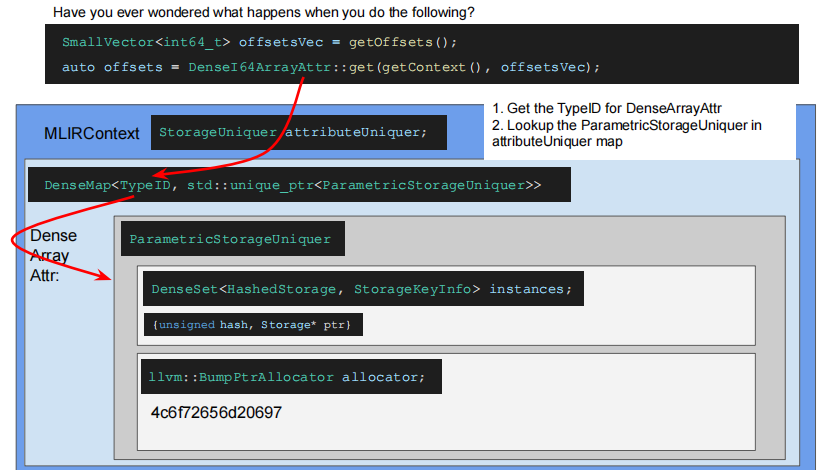 Have you ever wondered what happens when you do the following?
SmallVector<int64_t> offsetsVec = getOffsets();
auto offsets = DenseI64ArrayAttr::get(getContext(), offsetsVec);
1. Get the TypeID for DenseArrayAttr
2. Lookup the ParametricStorageUniquer in
attributeUniquer map
MLIRContext
StorageUniquer attributeUniquer;
DenseMap<TypeID, std::unique_ptr<ParametricStorageUniquer>>
Dense
Array
Attr:
ParametricStorageUniquer
DenseSet<HashedStorage, StorageKeyInfo> instances;
{unsigned hash, Storage* ptr}
llvm::BumpPtrAllocator allocator;
4c6f72656d20697